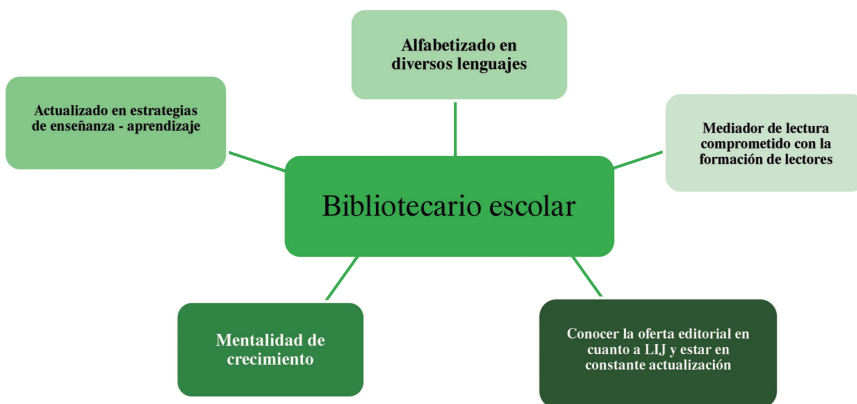 Alfabetizado en
diversos lenguajes
Actualizado en estrategias
de enseñanza - aprendizaje
Mediador de lectura
comprometido con la
formación de lectores
Bibliotecario escolar
Mentalidad de
crecimiento
Conocer la oferta editorial en
cuanto a LIJ y estar en
constante actualización